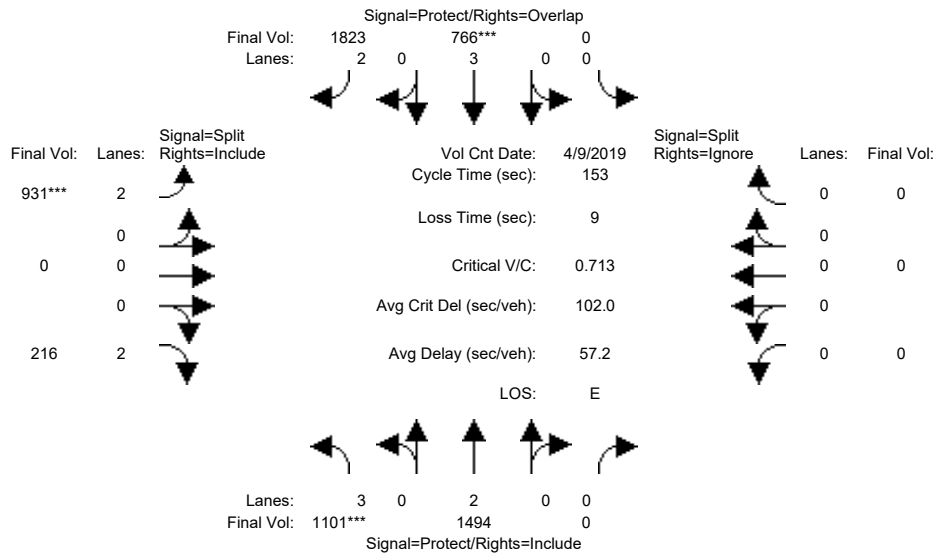 Signal=Protect/Rights=Overlap
Final Vol: 1823 766*** 0
Lanes: 2 0 3 0 0
Signal=Split Signal=Split
Final Vol: Lanes: Rights=Include Vol Cnt Date: 4/9/2019 Rights=Ignore Lanes: Final Vol:
Cycle Time (sec): 153
931*** 2 0 0
Loss Time (sec): 9
0 0
0 0 Critical V/C: 0.713 0 0
0 Avg Crit Del (sec/veh): 102.0 0
216 2 Avg Delay (sec/veh): 57.2 0 0
LOS: E
Lanes: 3 0 2 0 0
Final Vol: 1101*** 1494 0
Signal=Protect/Rights=Include